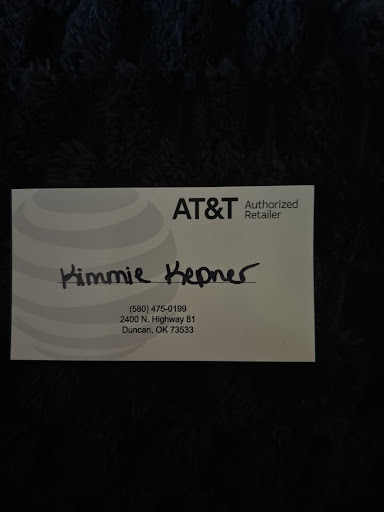 AT&T Authorized
Retailer
Kimmie Kepner
(580) 475-0199
2400 N. Highway 81
Duncan, OK 73533